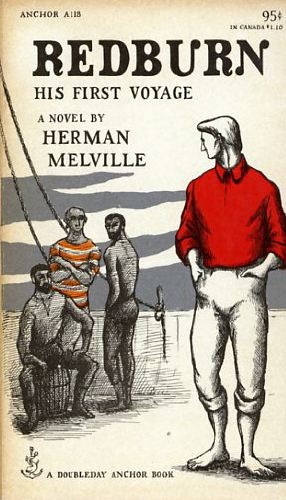 ANCHOR A118
95¢
IN CANADA $1.10
REDBURN
HIS FIRST VOYAGE
A NOVEL BY
HERMAN
MELVILLE
A DOUBLEDAY ANCHOR BOOK